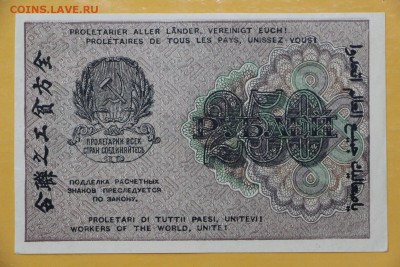 COINS.LAVE.RU
PROLETARIER ALLER LÄNDER, VEREINIGT EUCH!
PROLÉTAIRES DE TOUS LES PAYS, UNISSEZ-VOUS!
ПРОЛЕТАРИИ ВСЕХ
СТРАН СОЕДИНЯЙТЕСЬ
250
РУБЛЕЙ
ПОДДЕЛКА РАСЧЕТНЫХ
ЗНАКОВ ПРЕСЛЕДУЕТСЯ
ПО ЗАКОНУ.
PROLETARI DI TUTTI I PAESI, UNITEVI!
WORKERS OF THE WORLD, UNITE!